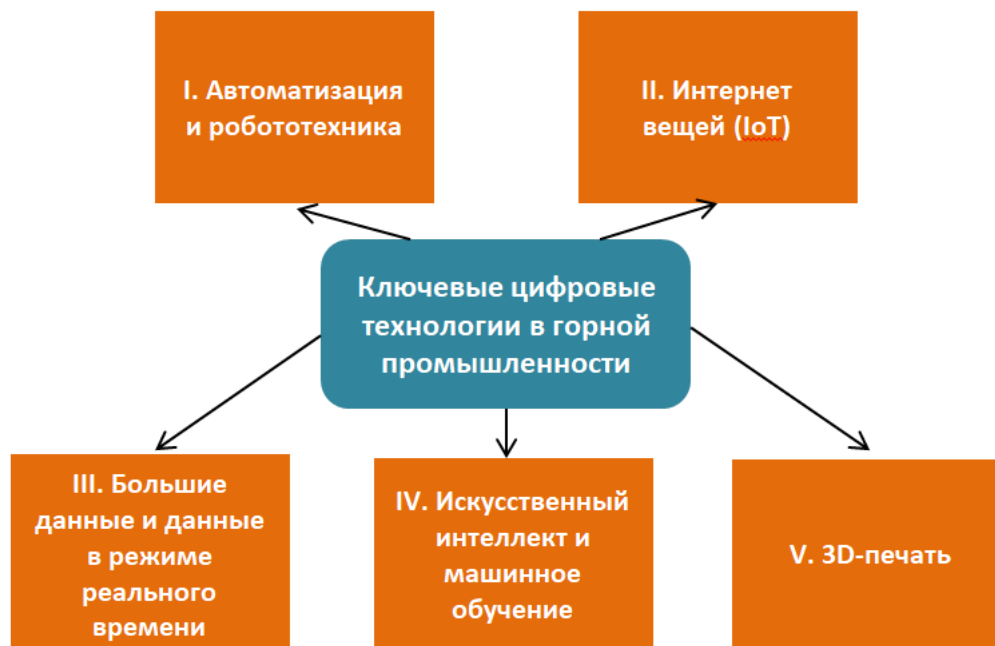 I. Автоматизация
и робототехника
II. Интернет
вещей (IoT)
Ключевые цифровые
технологии в горной
промышленности
III. Большие
данные и данные
в режиме
реального
времени
IV. Искусственный
интеллект и
машинное
обучение
V. 3D-печать